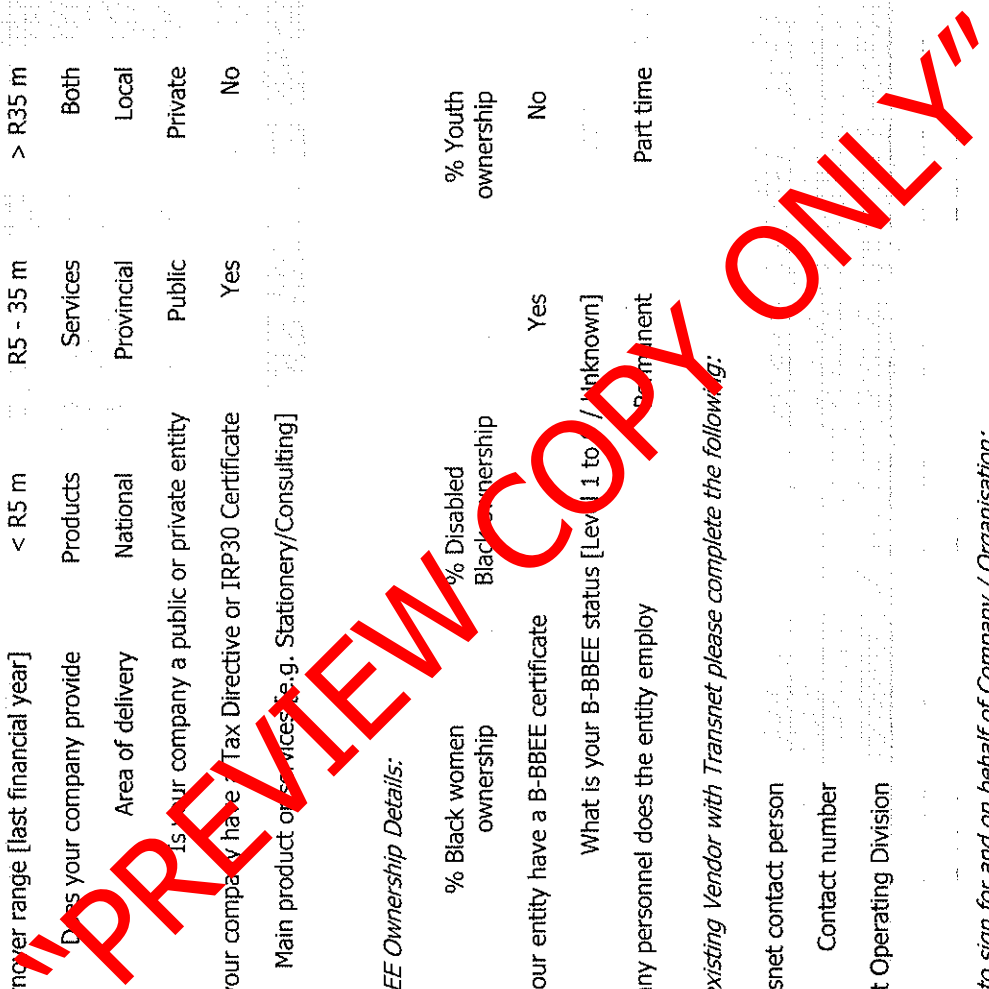 nover range [last financial year] < R5 m R5 - 35 m > R35 m
Does your company provide Products Services Both
Area of delivery National Provincial Local
Is your company a public or private entity Public Private
your company have a Tax Directive or IRP30 Certificate Yes No
Main product or services [e.g. Stationery/Consulting]
EE Ownership Details:
% Black women % Disabled % Youth
ownership Black ownership ownership
our entity have a B-BBEE certificate Yes No
What is your B-BBEE status [Level 1 to / Unknown]
ny personnel does the entity employ Permanent Part time
existing Vendor with Transnet please complete the following:
snet contact person
Contact number
t Operating Division
to sign for and on behalf of Company / Organisation:
"PREVIEW COPY ONLY"